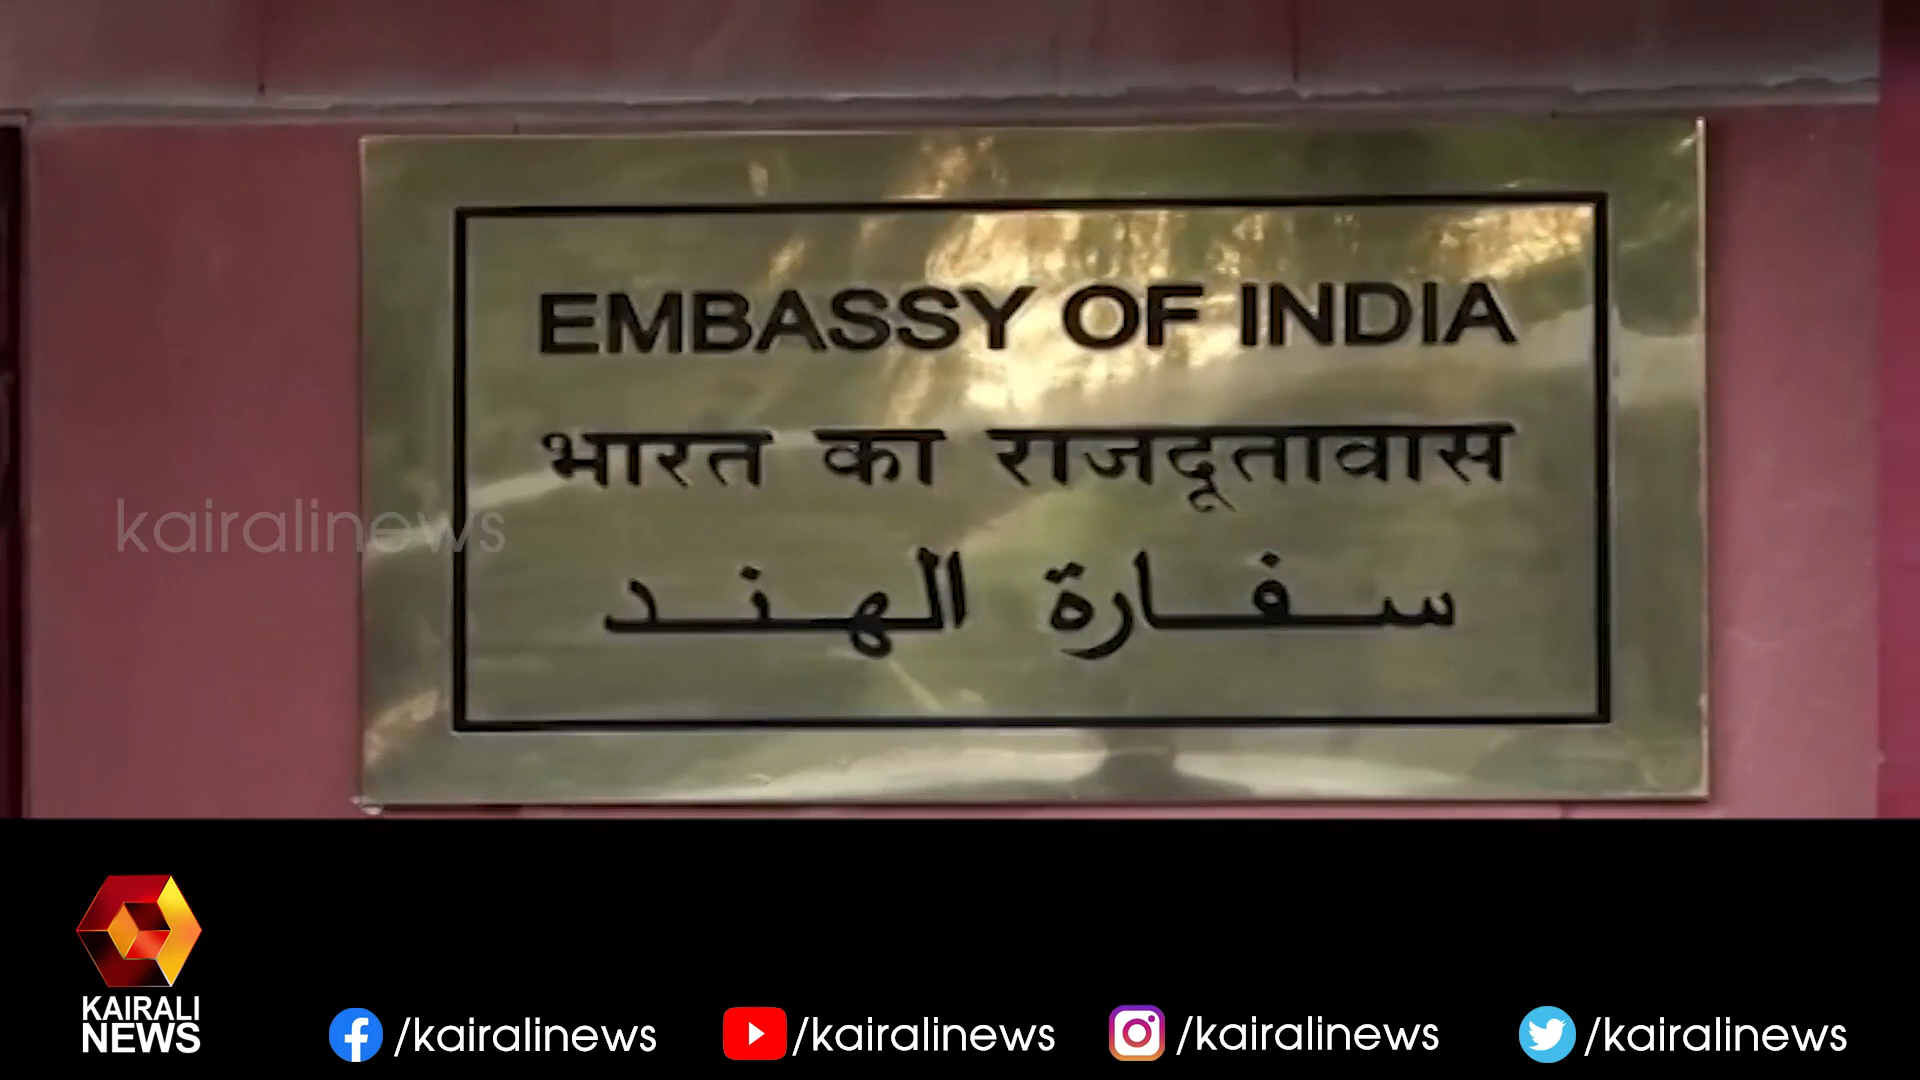 EMBASSY OF INDIA
भारत का राजदूतावास
سفارة الهند
kairalinews
KAIRALI
NEWS
/kairalinews
/kairalinews
/kairalinews
/kairalinews